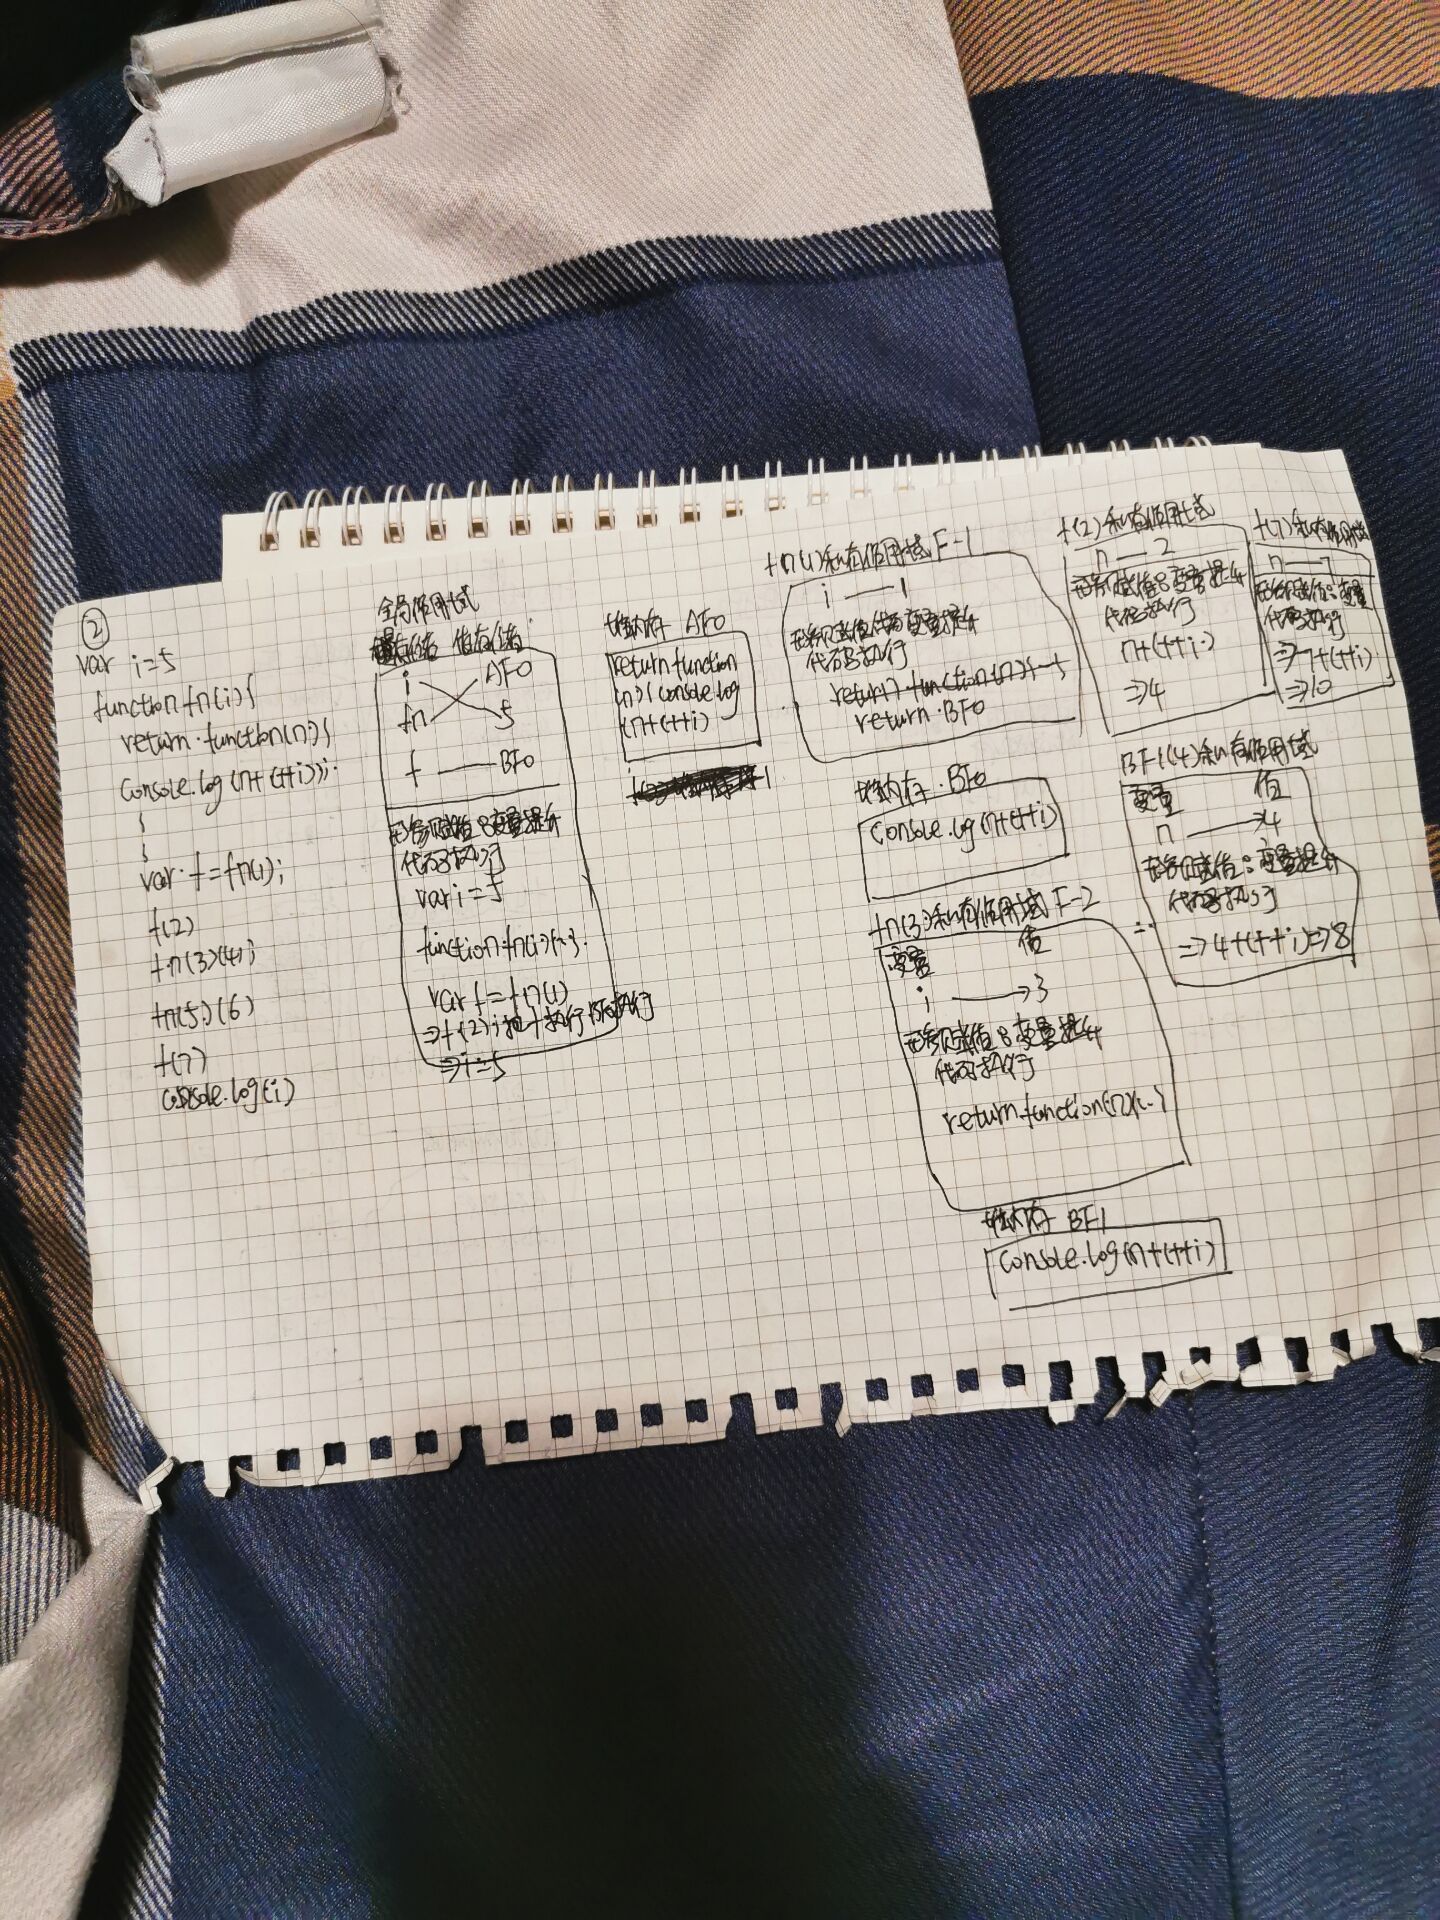 ②
var i=5
function fn(i){
return function(n){
console.log(n+(++i));
}
}
var f=fn(1);
f(2)
fn(3)(4);
fn(5)(6)
f(7)
console.log(i)
全局作用域
值存储
i AF0
fn 5
f BF0
形参赋值&变量提升
代码执行
var i=5
function fn(i){~}
var f=fn(1)
⇒f(2);把f执行BF0执行
⇒i=5
堆内存 AF0
return function
(n){console.log
(n+(++i)
fn(1)私有作用域F-1
i — 1
形参赋值 变量提升
代码执行
return function(n){~}
return BF0
堆内存 BF0
console.log(n+(++i)
fn(3)私有作用域F-2
变量 值
i → 3
形参赋值&变量提升
代码执行
return function(n){~}
堆内存 BF1
console.log(n+(++i)
f(2)私有作用域
n — 2
形参赋值&变量提升
代码执行
n+(++i)
⇒4
f(7)私有作用域
n — 7
形参赋值:变量
代码执行
⇒7+(++i)
⇒10
BF1(4)私有作用域
变量 值
n → 4
形参赋值:变量提升
代码执行
⇒4+(++i)⇒8